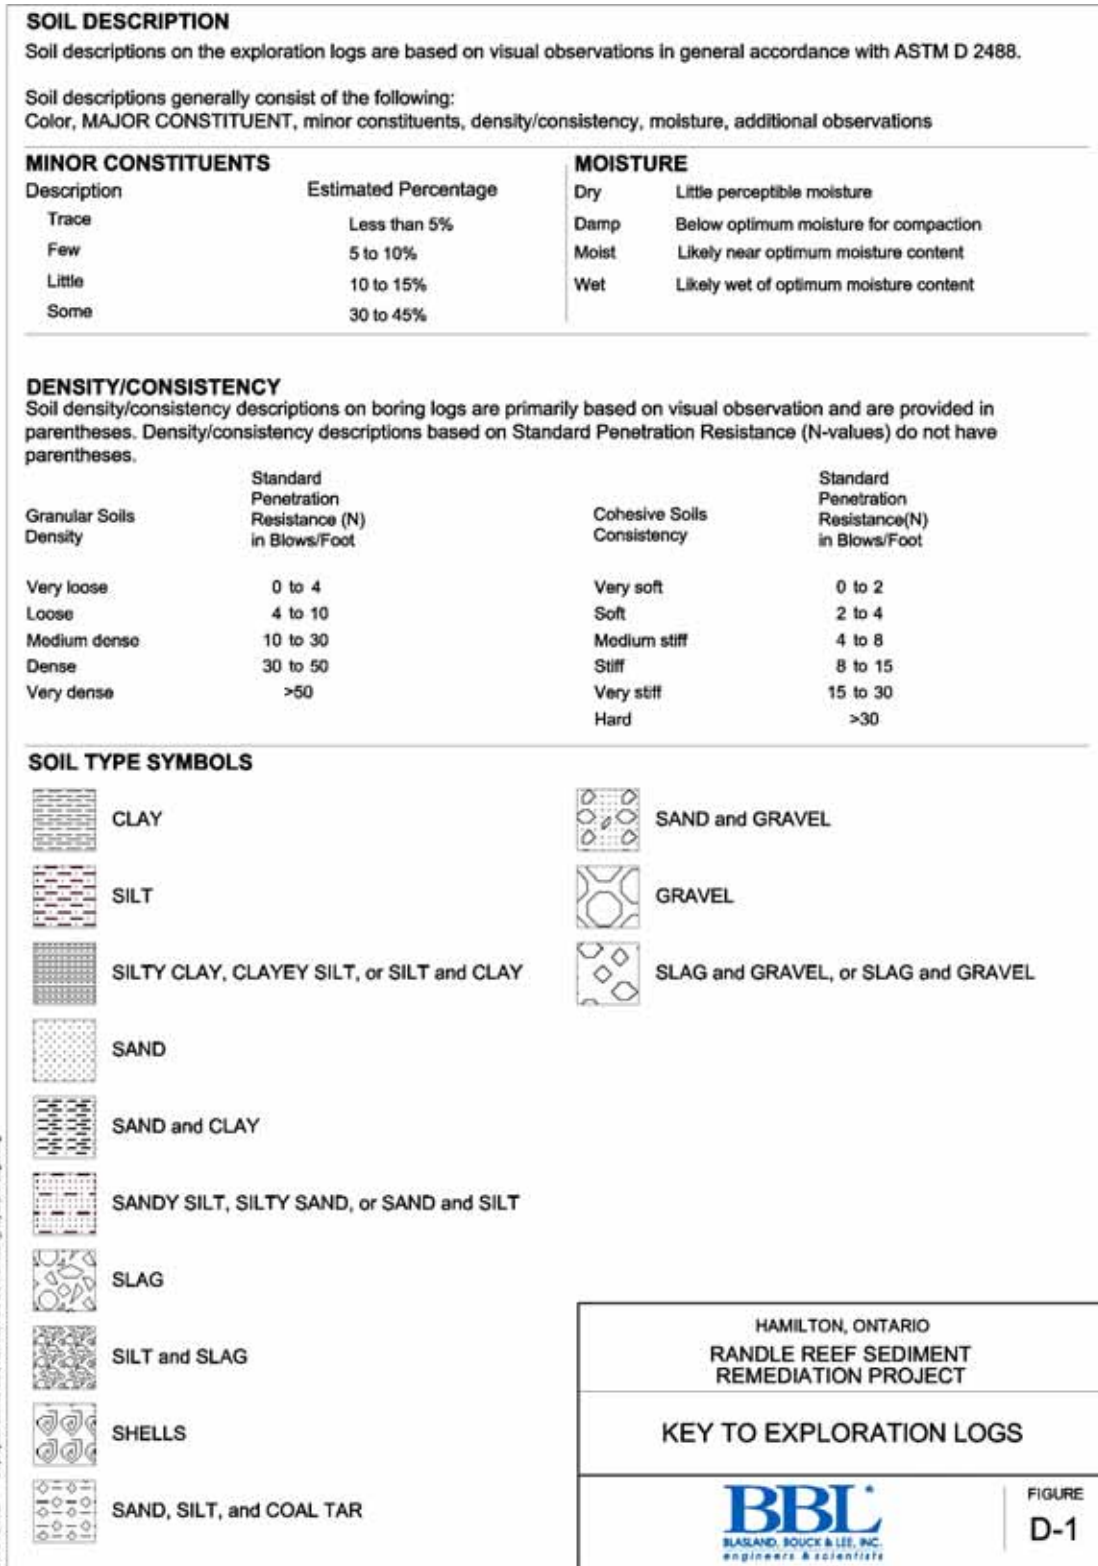 SOIL DESCRIPTION
Soil descriptions on the exploration logs are based on visual observations in general accordance with ASTM D 2488.
Soil descriptions generally consist of the following:
Color, MAJOR CONSTITUENT, minor constituents, density/consistency, moisture, additional observations
MINOR CONSTITUENTS
Description Estimated Percentage
Trace Less than 5%
Few 5 to 10%
Little 10 to 15%
Some 30 to 45%
MOISTURE
Dry Little perceptible moisture
Damp Below optimum moisture for compaction
Moist Likely near optimum moisture content
Wet Likely wet of optimum moisture content
DENSITY/CONSISTENCY
Soil density/consistency descriptions on boring logs are primarily based on visual observation and are provided in
parentheses. Density/consistency descriptions based on Standard Penetration Resistance (N-values) do not have
parentheses.
Granular Soils
Density
Standard
Penetration
Resistance (N)
in Blows/Foot
Very loose 0 to 4
Loose 4 to 10
Medium dense 10 to 30
Dense 30 to 50
Very dense >50
Cohesive Soils
Consistency
Standard
Penetration
Resistance(N)
in Blows/Foot
Very soft 0 to 2
Soft 2 to 4
Medium stiff 4 to 8
Stiff 8 to 15
Very stiff 15 to 30
Hard >30
SOIL TYPE SYMBOLS
CLAY
SILT
SILTY CLAY, CLAYEY SILT, or SILT and CLAY
SAND
SAND and CLAY
SANDY SILT, SILTY SAND, or SAND and SILT
SLAG
SILT and SLAG
SHELLS
SAND, SILT, and COAL TAR
SAND and GRAVEL
GRAVEL
SLAG and GRAVEL, or SLAG and GRAVEL
HAMILTON, ONTARIO
RANDLE REEF SEDIMENT
REMEDIATION PROJECT
KEY TO EXPLORATION LOGS
BBL
BLASLAND, BOUCK & LEE, INC.
engineers & scientists
FIGURE
D-1